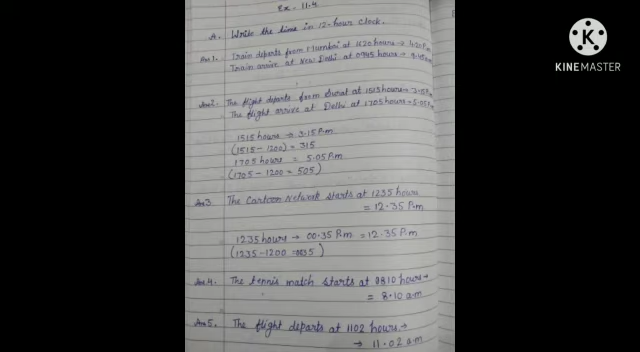 Ex - 11.4
A. Write the time in 12-hour clock.
Ans1. Train departs from Mumbai at 1620 hours → 4.20 P.m
Train arrive at New Delhi at 0945 hours → 9.45 a.m
Ans2. The flight departs from Surat at 1515 hours → 3.15 P.m
The flight arrive at Delhi at 1705 hours → 5.05 P.m
1515 hours → 3.15 P.m
(1515 - 1200) = 315
1705 hours = 5.05 P.m
(1705 - 1200 = 505)
Ans3. The Cartoon Network starts at 1235 hours
= 12.35 P.m
1235 hours → 00.35 P.m = 12.35 P.m
(1235 - 1200 = 0035)
Ans4. The tennis match starts at 0810 hours →
= 8.10 a.m
Ans5. The flight departs at 1102 hours →
→ 11.02 a.m
KINEMASTER